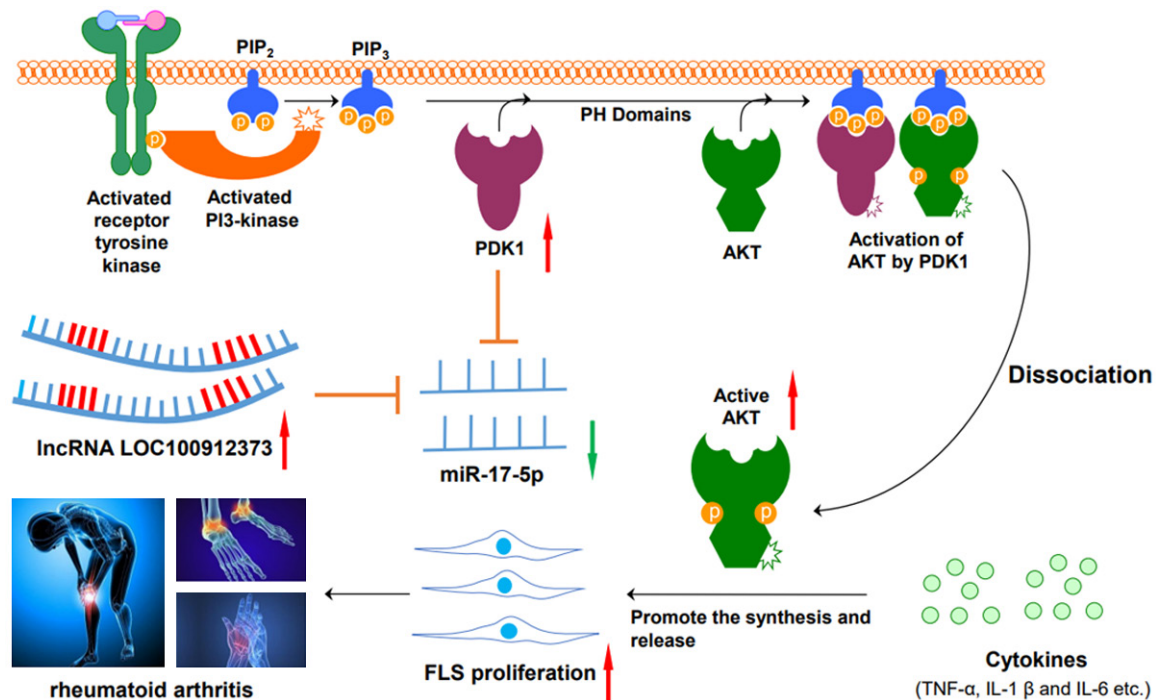 PIP2
PIP3
P
P
P
P
P
P
PH Domains
P
P
P
P
P
P
P
P
Activated
receptor
tyrosine
kinase
Activated
PI3-kinase
PDK1
AKT
Activation of
AKT by PDK1
lncRNA LOC100912373
miR-17-5p
Active
AKT
P
P
Dissociation
Promote the synthesis and
release
FLS proliferation
rheumatoid arthritis
Cytokines
(TNF-α, IL-1 β and IL-6 etc.)